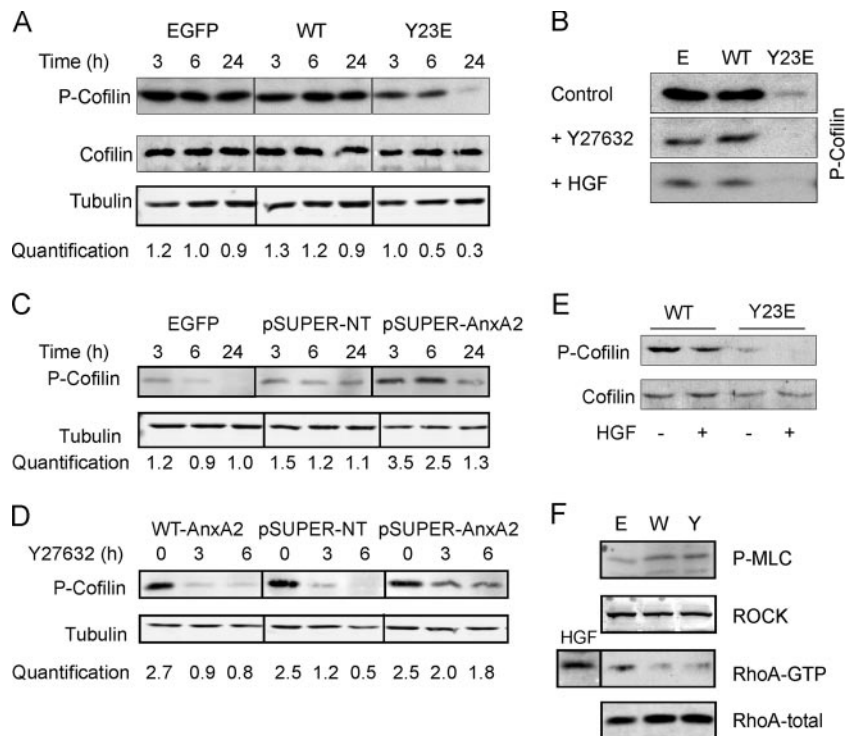 A
EGFP WT Y23E
Time (h) 3 6 24 3 6 24 3 6 24
P-Cofilin
Cofilin
Tubulin
Quantification 1.2 1.0 0.9 1.3 1.2 0.9 1.0 0.5 0.3
B
E WT Y23E
Control
+ Y27632
+ HGF
P-Cofilin
C
EGFP pSUPER-NT pSUPER-AnxA2
Time (h) 3 6 24 3 6 24 3 6 24
P-Cofilin
Tubulin
Quantification 1.2 0.9 1.0 1.5 1.2 1.1 3.5 2.5 1.3
D
WT-AnxA2 pSUPER-NT pSUPER-AnxA2
Y27632 (h) 0 3 6 0 3 6 0 3 6
P-Cofilin
Tubulin
Quantification 2.7 0.9 0.8 2.5 1.2 0.5 2.5 2.0 1.8
E
WT Y23E
P-Cofilin
Cofilin
HGF - + - +
F
E W Y
P-MLC
ROCK
HGF
RhoA-GTP
RhoA-total